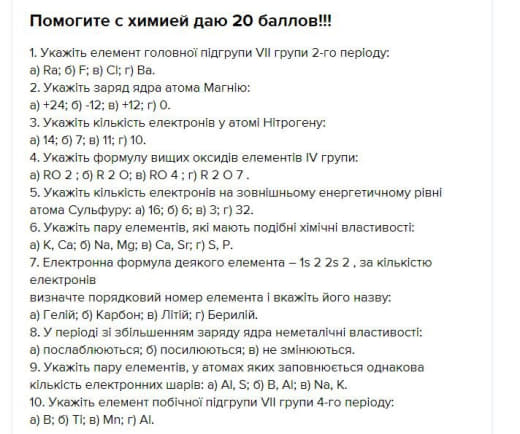 Помогите с химией даю 20 баллов!!!
1. Укажіть елемент головної підгрупи VII групи 2-го періоду:
а) Ra; б) F; в) Cl; г) Ba.
2. Укажіть заряд ядра атома Магнію:
а) +24; б) -12; в) +12; г) 0.
3. Укажіть кількість електронів у атомі Нітрогену:
а) 14; б) 7; в) 11; г) 10.
4. Укажіть формулу вищих оксидів елементів IV групи:
а) RO 2 ; б) R 2 O; в) RO 4 ; г) R 2 O 7 .
5. Укажіть кількість електронів на зовнішньому енергетичному рівні
атома Сульфуру: а) 16; б) 6; в) 3; г) 32.
6. Укажіть пару елементів, які мають подібні хімічні властивості:
а) K, Ca; б) Na, Mg; в) Ca, Sr; г) S, P.
7. Електронна формула деякого елемента – 1s 2 2s 2 , за кількістю
електронів
визначте порядковий номер елемента і вкажіть його назву:
а) Гелій; б) Карбон; в) Літій; г) Берилій.
8. У періоді зі збільшенням заряду ядра неметалічні властивості:
а) послаблюються; б) посилюються; в) не змінюються.
9. Укажіть пару елементів, у атомах яких заповнюється однакова
кількість електронних шарів: а) Al, S; б) B, Al; в) Na, K.
10. Укажіть елемент побічної підгрупи VII групи 4-го періоду:
а) B; б) Ti; в) Mn; г) Al.